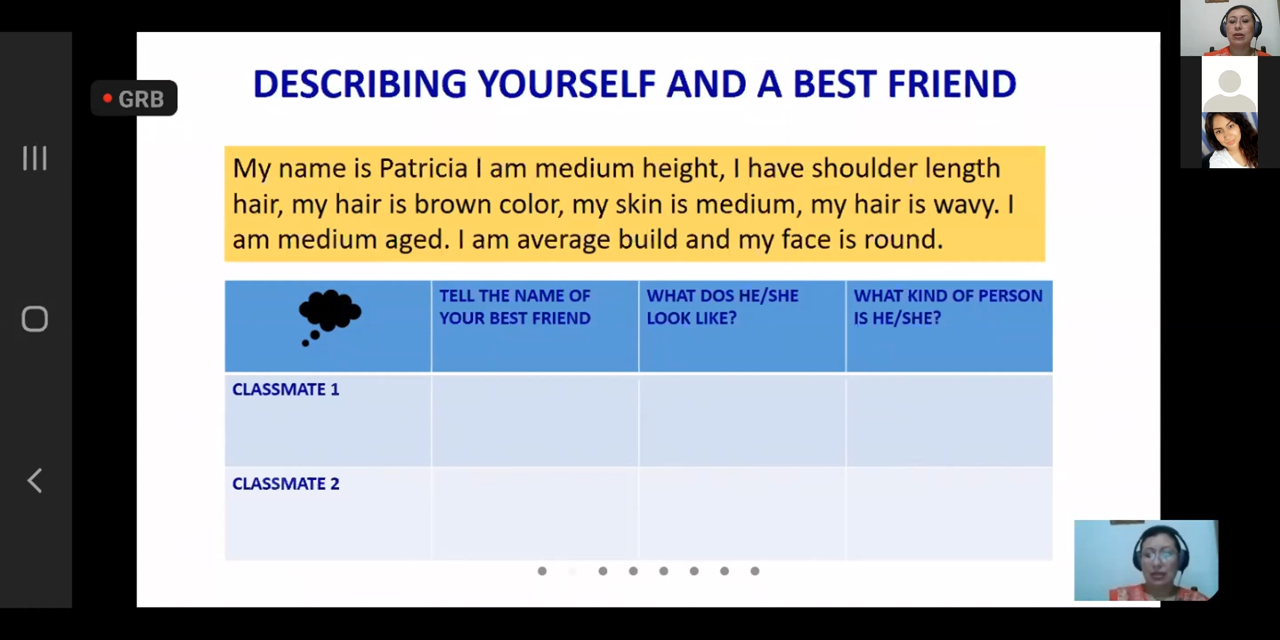 DESCRIBING YOURSELF AND A BEST FRIEND
GRB
My name is Patricia I am medium height, I have shoulder length
hair, my hair is brown color, my skin is medium, my hair is wavy. I
am medium aged. I am average build and my face is round.
TELL THE NAME OF
YOUR BEST FRIEND
WHAT DOS HE/SHE
LOOK LIKE?
WHAT KIND OF PERSON
IS HE/SHE?
CLASSMATE 1
CLASSMATE 2